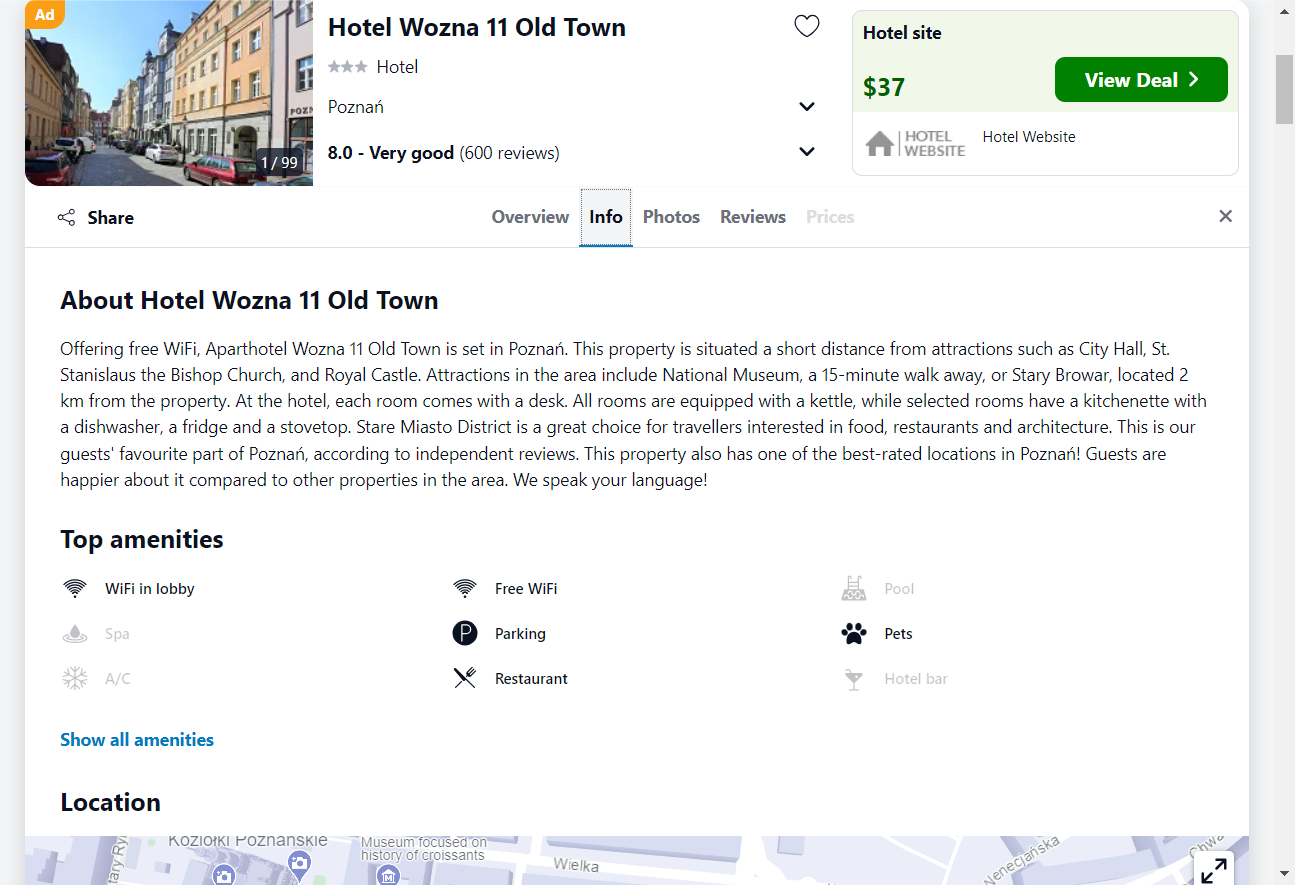 Ad
POZN
1 / 99
Hotel Wozna 11 Old Town
Hotel
Poznań
8.0 - Very good (600 reviews)
Hotel site
$37
View Deal
HOTEL
WEBSITE
Hotel Website
Share
Overview
Info
Photos
Reviews
Prices
About Hotel Wozna 11 Old Town
Offering free WiFi, Aparthotel Wozna 11 Old Town is set in Poznań. This property is situated a short distance from attractions such as City Hall, St.
Stanislaus the Bishop Church, and Royal Castle. Attractions in the area include National Museum, a 15-minute walk away, or Stary Browar, located 2
km from the property. At the hotel, each room comes with a desk. All rooms are equipped with a kettle, while selected rooms have a kitchenette with
a dishwasher, a fridge and a stovetop. Stare Miasto District is a great choice for travellers interested in food, restaurants and architecture. This is our
guests' favourite part of Poznań, according to independent reviews. This property also has one of the best-rated locations in Poznań! Guests are
happier about it compared to other properties in the area. We speak your language!
Top amenities
WiFi in lobby
Free WiFi
Pool
Spa
Parking
Pets
A/C
Restaurant
Hotel bar
Show all amenities
Location
Koziołki Poznańskie
Museum focused on
history of croissants
Wielka
Nenecjańska
Chwa
tary Ry